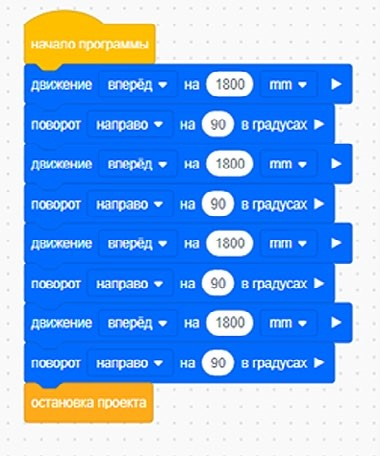 начало программы
движение вперёд на 1800 mm
поворот направо на 90 в градусах
движение вперёд на 1800 mm
поворот направо на 90 в градусах
движение вперёд на 1800 mm
поворот направо на 90 в градусах
движение вперёд на 1800 mm
поворот направо на 90 в градусах
остановка проекта